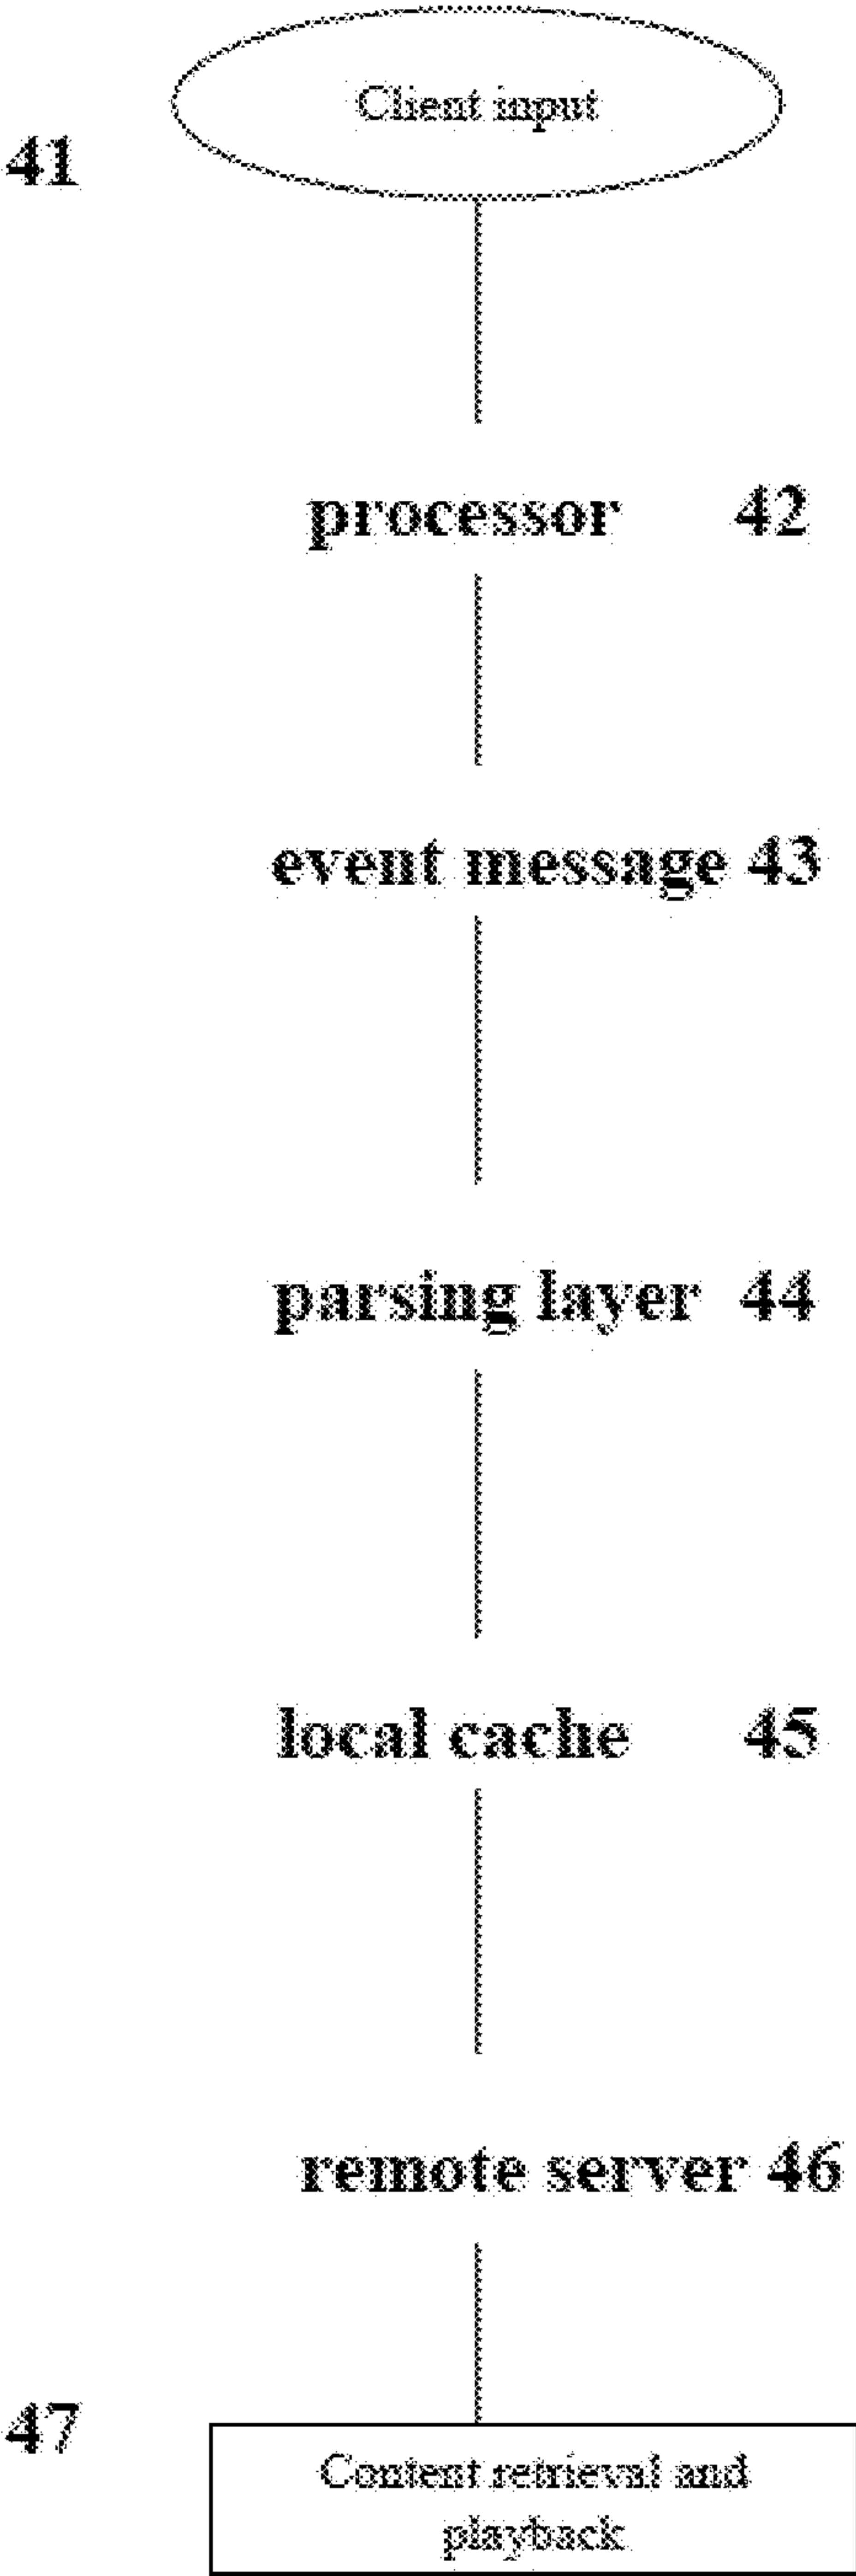 Client input
41
processor 42
event message 43
parsing layer 44
local cache 45
remote server 46
47
Content retrieval and
playback